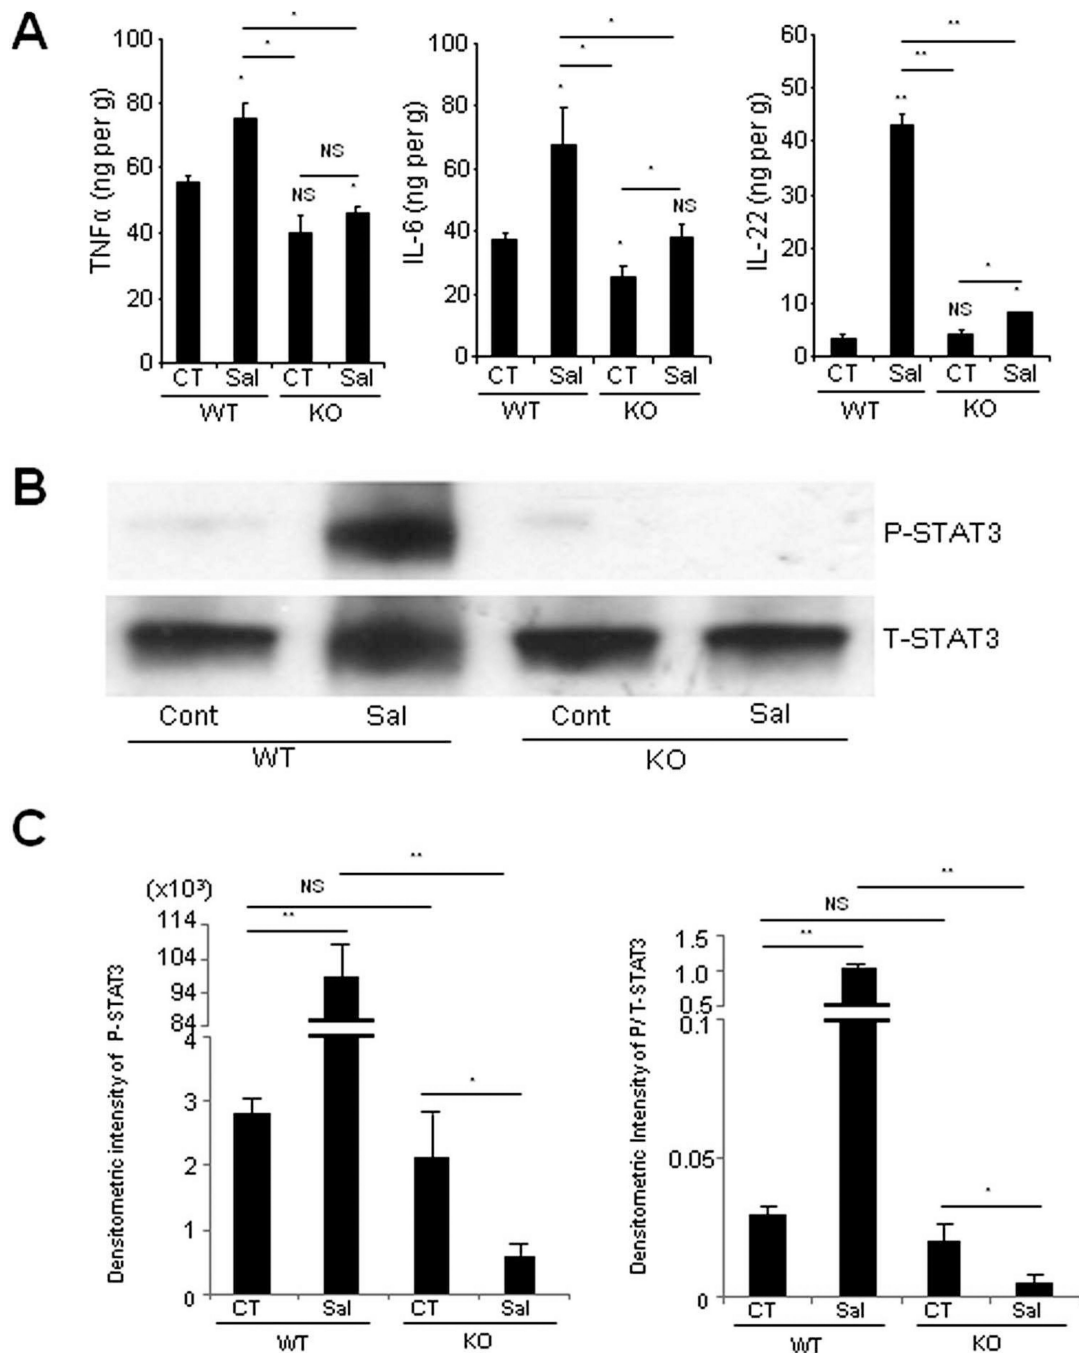 A
TNFα (ng per g)
100
80
60
40
20
0
*
*
*
NS
NS
*
CT Sal CT Sal
WT KO
IL-6 (ng per g)
100
80
60
40
20
0
*
*
*
*
NS
*
CT Sal CT Sal
WT KO
IL-22 (ng per g)
60
50
40
30
20
10
0
**
**
**
*
NS
*
CT Sal CT Sal
WT KO
B
P-STAT3
T-STAT3
Cont Sal Cont Sal
WT KO
C
(x10³)
Densitometric intensity of P-STAT3
114
104
94
84
4
3
2
1
0
**
NS
**
*
CT Sal CT Sal
WT KO
Densitometric Intensity of P/T-STAT3
1.5
1.0
0.5
0.1
0.05
0
**
NS
**
*
CT Sal CT Sal
WT KO